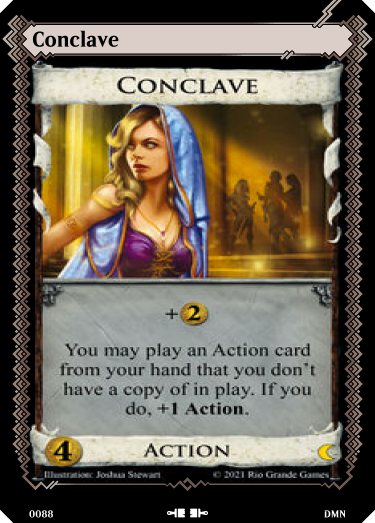 Conclave
CONCLAVE
+2
You may play an Action card
from your hand that you don't
have a copy of in play. If you
do, +1 Action.
4
ACTION
Illustration: Joshua Stewart
© 2021 Rio Grande Games
0088
DMN